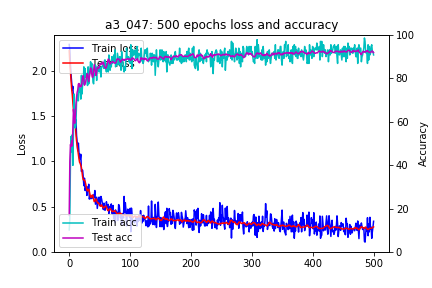 a3_047: 500 epochs loss and accuracy
Train loss
Test loss
2.0
1.5
1.0
0.5
0.0
Loss
100
80
60
40
20
0
Accuracy
Train acc
Test acc
0
100
200
300
400
500